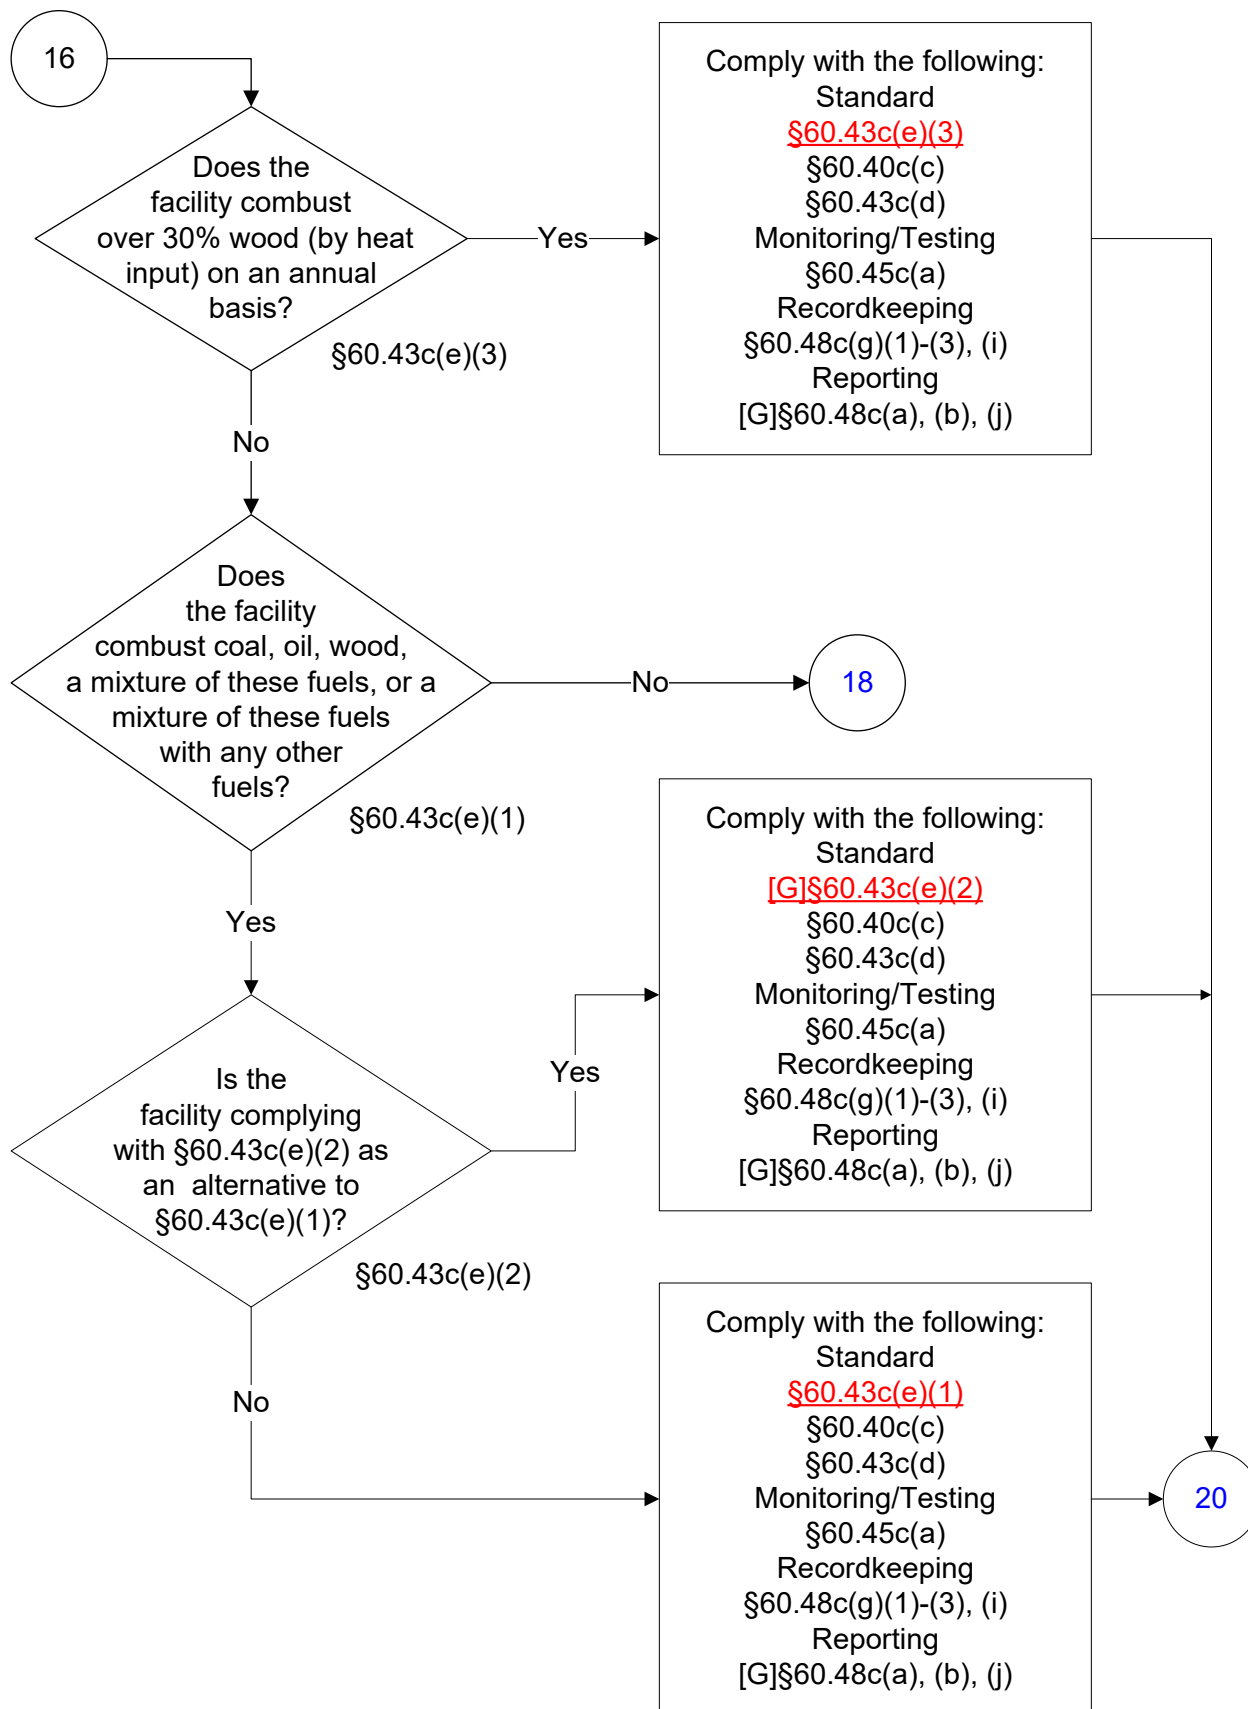 16
Does the
facility combust
over 30% wood (by heat
input) on an annual
basis?
§60.43c(e)(3)
Yes
Comply with the following:
Standard
§60.43c(e)(3)
§60.40c(c)
§60.43c(d)
Monitoring/Testing
§60.45c(a)
Recordkeeping
§60.48c(g)(1)-(3), (i)
Reporting
[G]§60.48c(a), (b), (j)
No
Does
the facility
combust coal, oil, wood,
a mixture of these fuels, or a
mixture of these fuels
with any other
fuels?
§60.43c(e)(1)
No
18
Yes
Is the
facility complying
with §60.43c(e)(2) as
an  alternative to
§60.43c(e)(1)?
§60.43c(e)(2)
Yes
Comply with the following:
Standard
[G]§60.43c(e)(2)
§60.40c(c)
§60.43c(d)
Monitoring/Testing
§60.45c(a)
Recordkeeping
§60.48c(g)(1)-(3), (i)
Reporting
[G]§60.48c(a), (b), (j)
No
Comply with the following:
Standard
§60.43c(e)(1)
§60.40c(c)
§60.43c(d)
Monitoring/Testing
§60.45c(a)
Recordkeeping
§60.48c(g)(1)-(3), (i)
Reporting
[G]§60.48c(a), (b), (j)
20